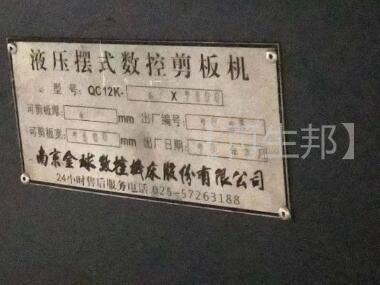 液压摆式数控剪板机
型号: QC12K- X
可剪板厚: mm 出厂编号:
可剪板宽: mm 出厂日期:
南京金球数控机床股份有限公司
24小时售后服务电话 025-57263188
生邦】